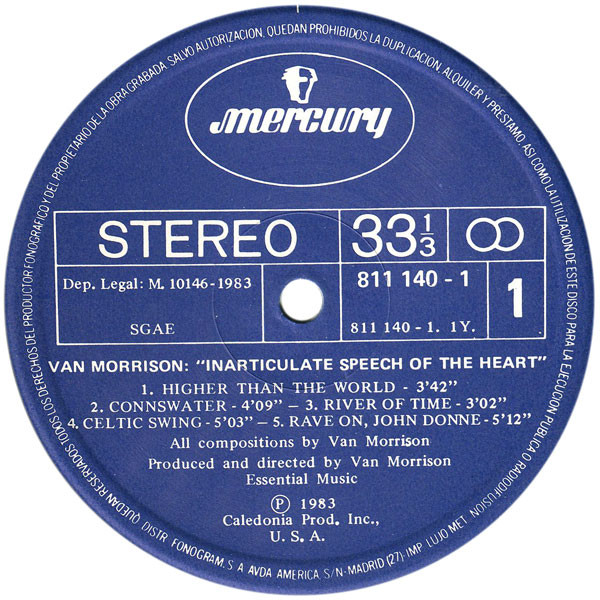 QUEDAN RESERVADOS TODOS LOS DERECHOS DEL PRODUCTOR FONOGRAFICO Y DEL PROPIETARIO DE LA OBRA GRABADA. SALVO AUTORIZACION, QUEDAN PROHIBIDOS LA DUPLICACION, ALQUILER Y PRESTAMO, ASI COMO LA UTILIZACION DE ESTE DISCO PARA LA EJECUCION PUBLICA O RADIODIFUSION.
mercury
STEREO
33 1/3
Dep. Legal: M. 10146-1983
811 140 - 1
1
SGAE
811 140 - 1. 1Y.
VAN MORRISON: "INARTICULATE SPEECH OF THE HEART"
1. HIGHER THAN THE WORLD - 3'42"
2. CONNSWATER - 4'09" – 3. RIVER OF TIME - 3'02"
4. CELTIC SWING - 5'03" – 5. RAVE ON, JOHN DONNE - 5'12"
All compositions by Van Morrison
Produced and directed by Van Morrison
Essential Music
Ⓟ 1983
Caledonia Prod. Inc.,
U. S. A.
DISTR. FONOGRAM, S.A. AVDA. AMERICA, S/N-MADRID (27)-IMP. LUJO MET.